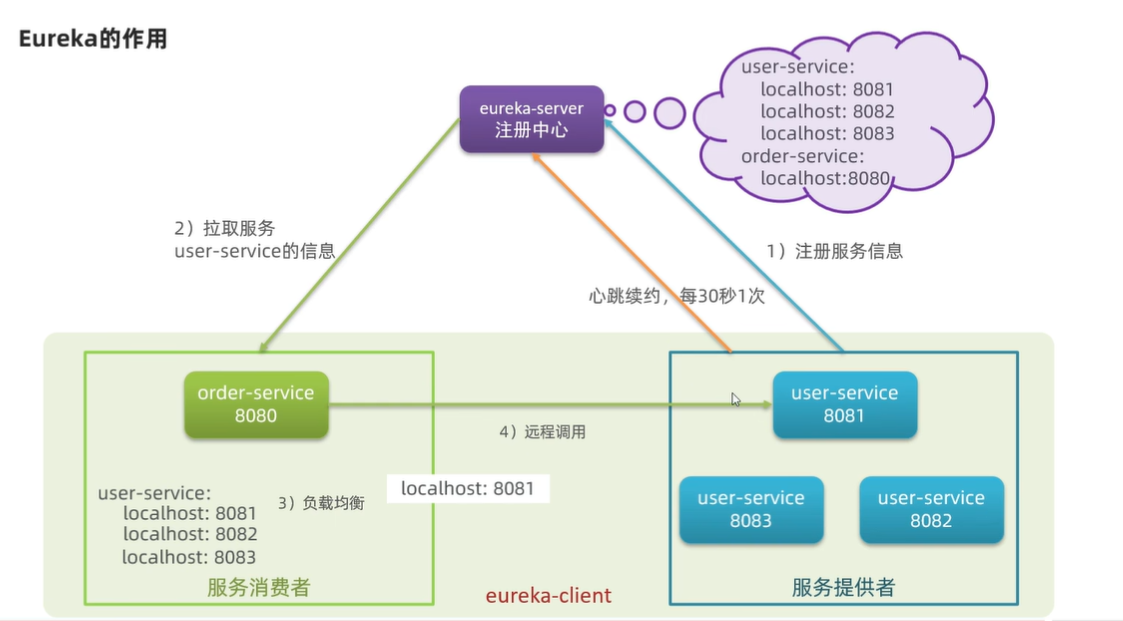 Eureka的作用
eureka-server
注册中心
user-service:
localhost: 8081
localhost: 8082
localhost: 8083
order-service:
localhost:8080
2）拉取服务
user-service的信息
1）注册服务信息
心跳续约，每30秒1次
order-service
8080
user-service
8081
4）远程调用
user-service:
localhost: 8081
localhost: 8082
localhost: 8083
3）负载均衡
localhost: 8081
user-service
8083
user-service
8082
服务消费者
服务提供者
eureka-client